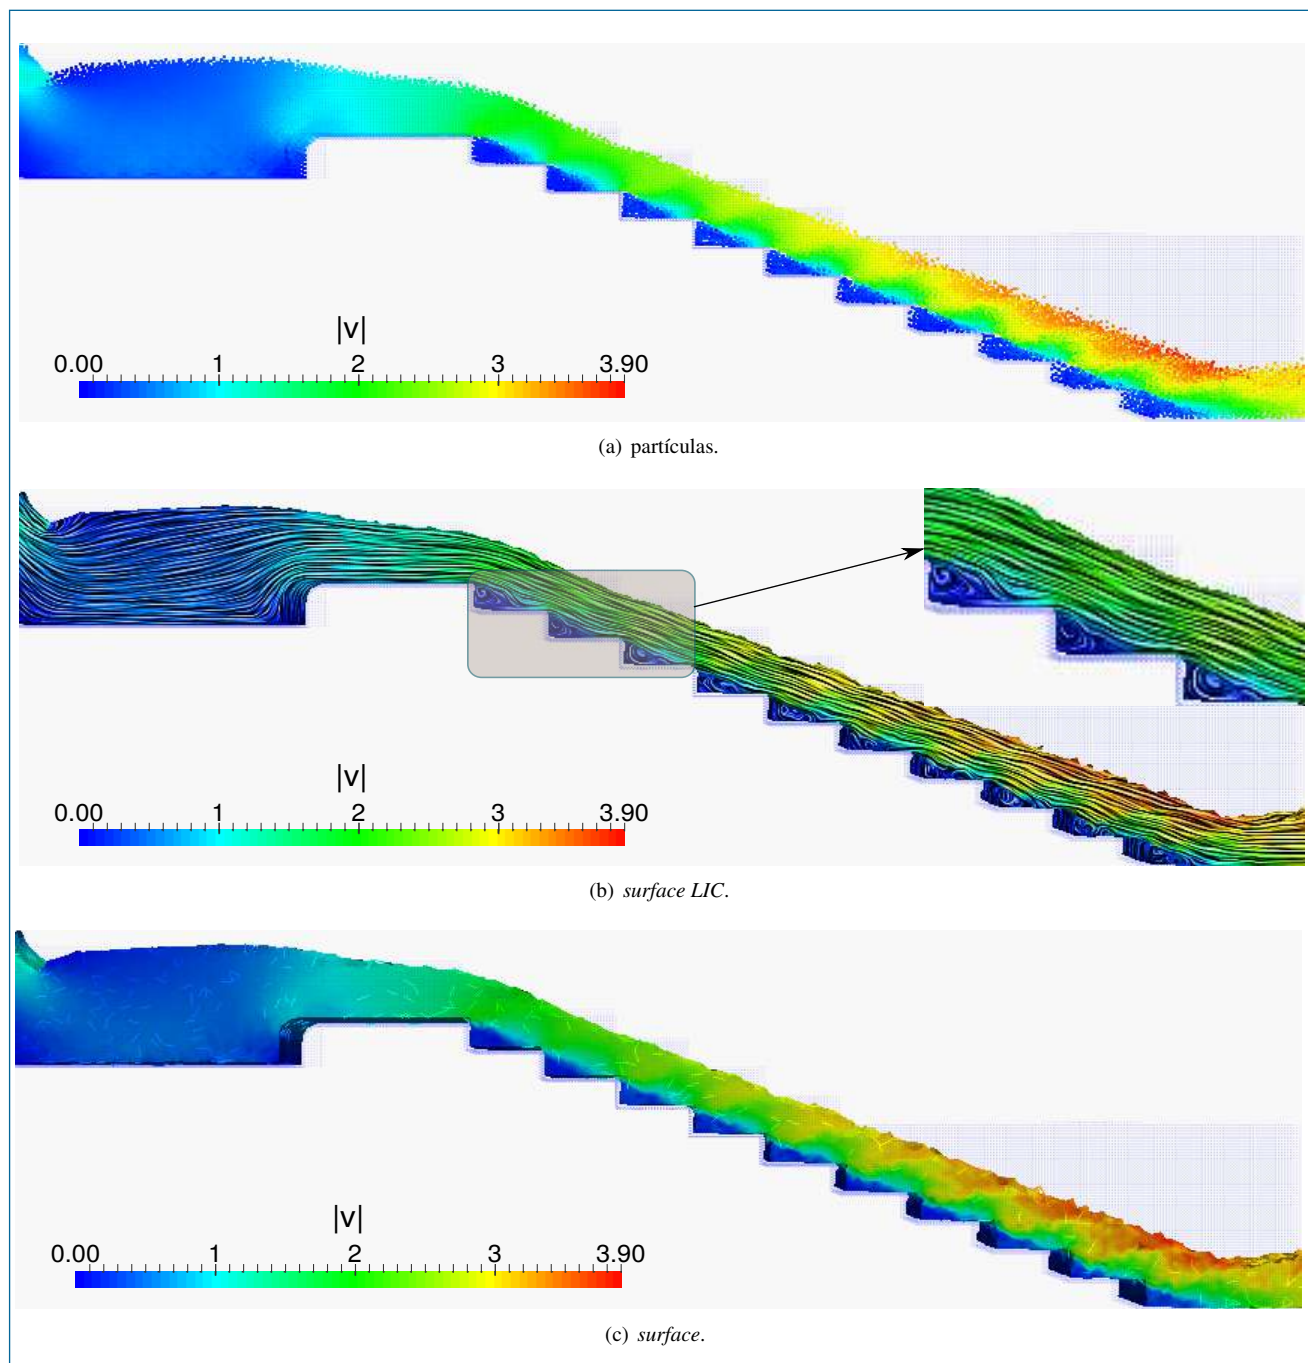 |v|
0.00 1 2 3 3.90
(a) partículas.
|v|
0.00 1 2 3 3.90
(b) surface LIC.
|v|
0.00 1 2 3 3.90
(c) surface.